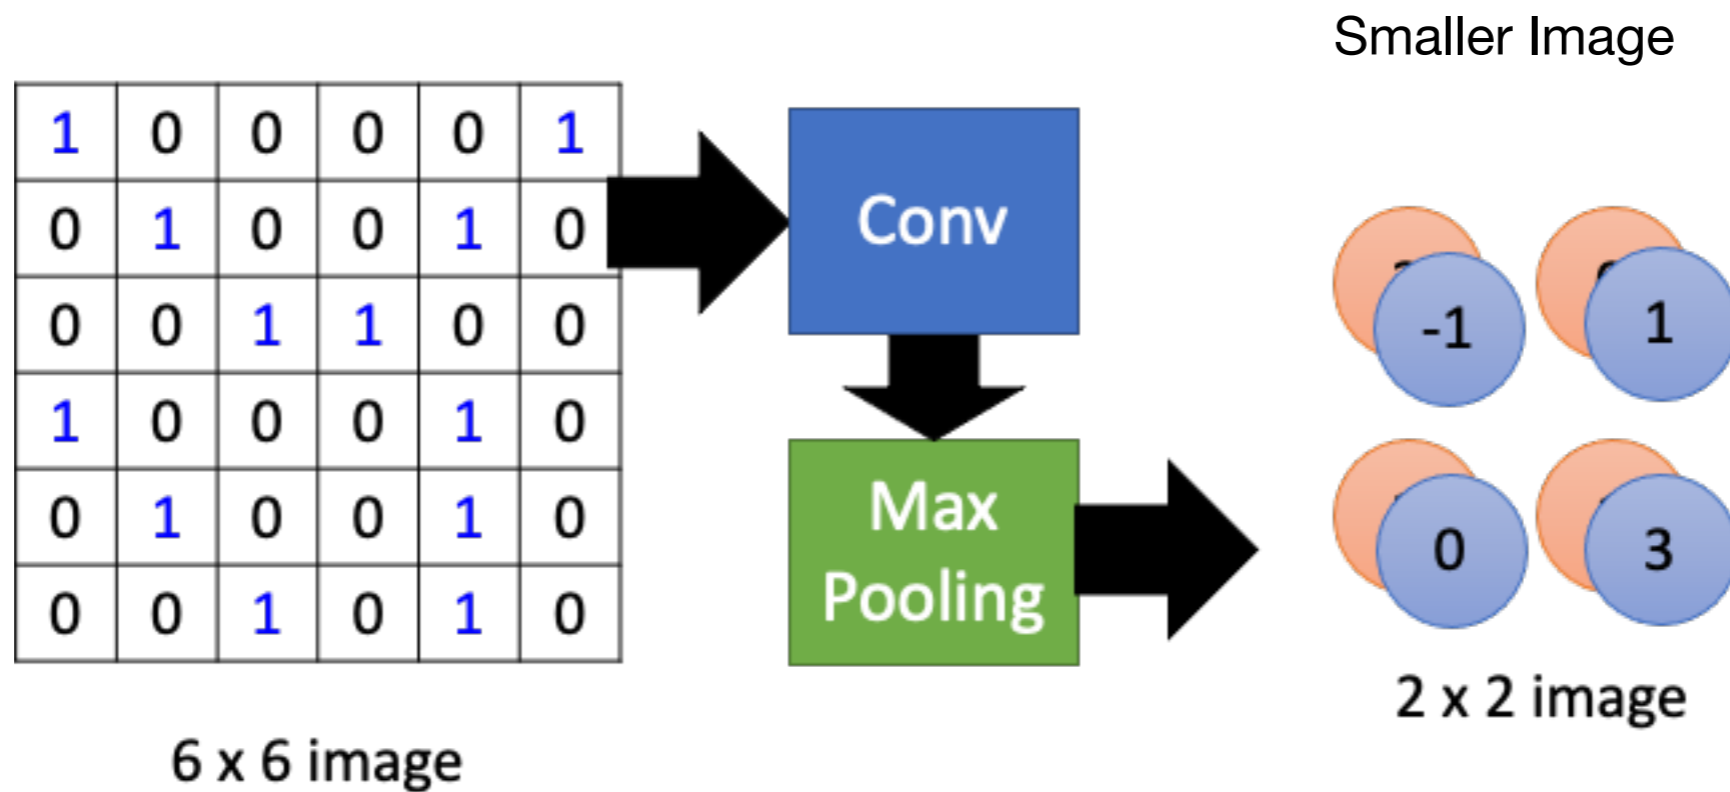 Smaller Image
1 0 0 0 0 1
0 1 0 0 1 0
0 0 1 1 0 0
1 0 0 0 1 0
0 1 0 0 1 0
0 0 1 0 1 0
6 x 6 image
Conv
Max
Pooling
-1 1
0 3
2 x 2 image